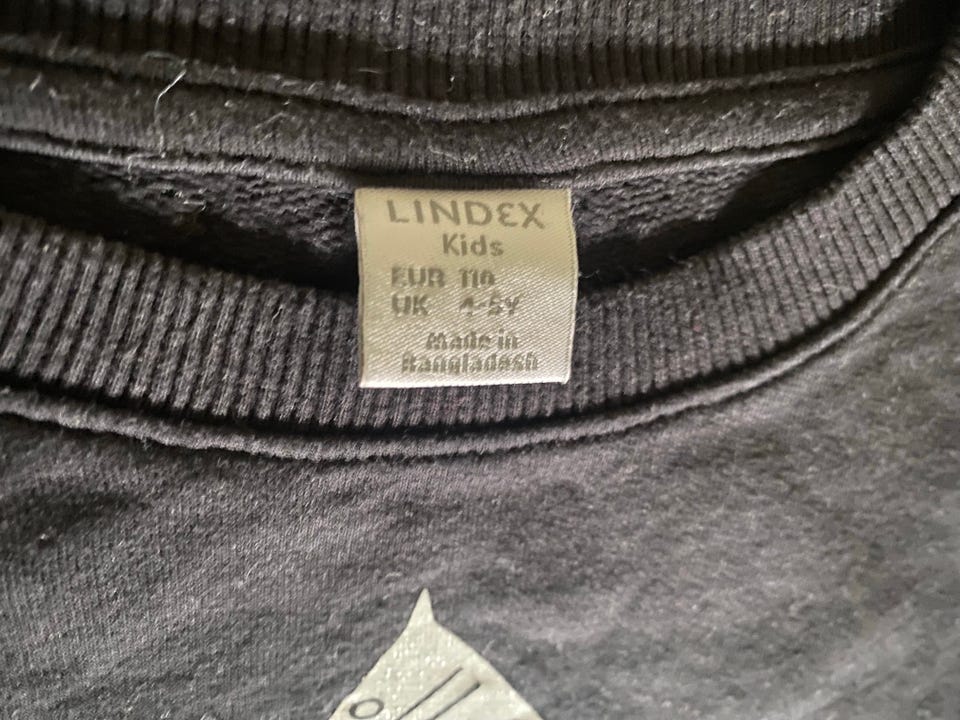 LINDEX
Kids
EUR 110
UK 4-5Y
Made in
Bangladesh